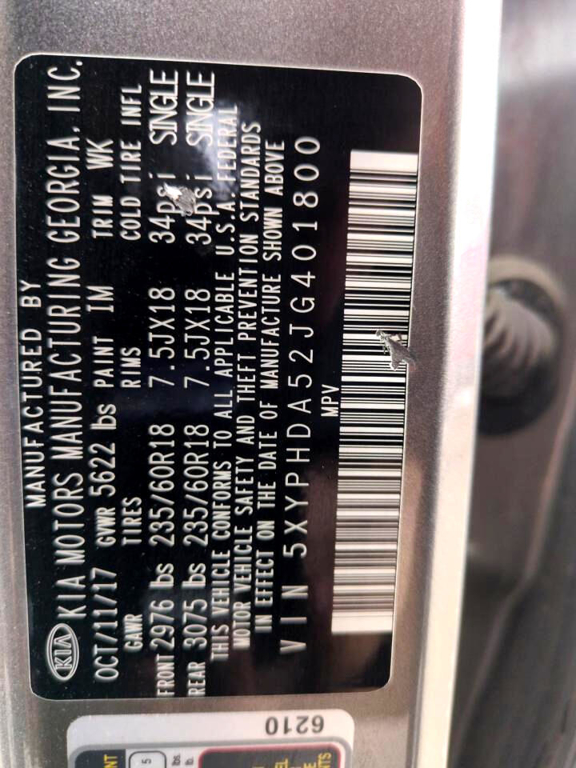 MANUFACTURED BY
KIA KIA MOTORS MANUFACTURING GEORGIA, INC.
OCT/11/17 GVWR 5622 lbs PAINT IM TRIM WK
GAWR TIRES RIMS COLD TIRE INFL
FRONT 2976 lbs 235/60R18 7.5JX18 34psi SINGLE
REAR 3075 lbs 235/60R18 7.5JX18 34psi SINGLE
THIS VEHICLE CONFORMS TO ALL APPLICABLE U.S.A. FEDERAL
MOTOR VEHICLE SAFETY AND THEFT PREVENTION STANDARDS
IN EFFECT ON THE DATE OF MANUFACTURE SHOWN ABOVE
VIN 5XYPHDA52JG401800
MPV
6210
5